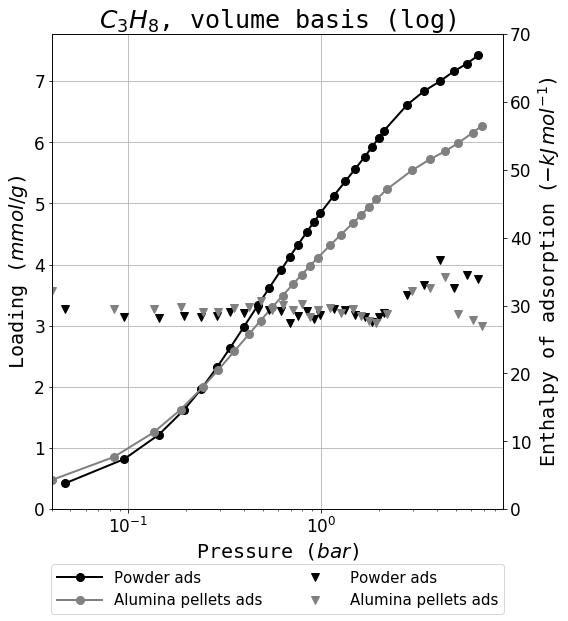 C₃H₈, volume basis (log)
Loading (mmol/g)
7
6
5
4
3
2
1
0
70
60
50
40
30
20
10
0
Enthalpy of adsorption (−kJ mol⁻¹)
10⁻¹ 10⁰
Pressure (bar)
Powder ads Powder ads
Alumina pellets ads Alumina pellets ads